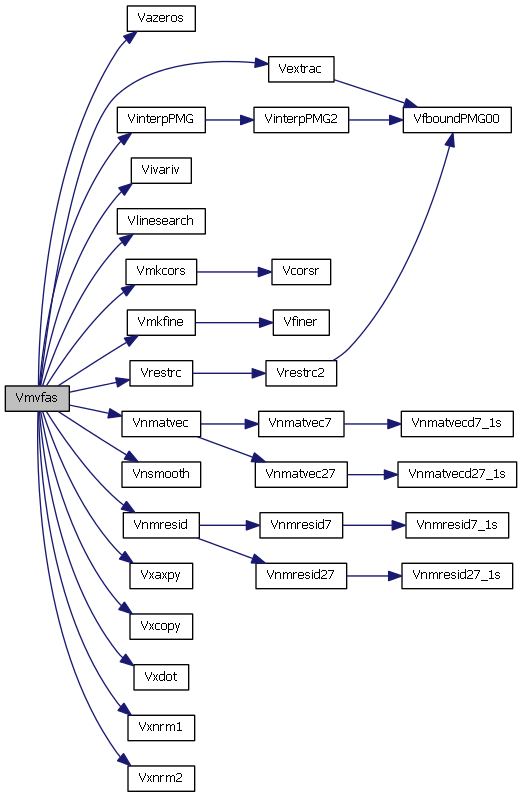 Vazeros
Vextrac
VinterpPMG
VinterpPMG2
VfboundPMG00
Vivariv
Vlinesearch
Vmkcors
Vcorsr
Vmkfine
Vfiner
Vrestrc
Vrestrc2
Vmvfas
Vnmatvec
Vnmatvec7
Vnmatvecd7_1s
Vnsmooth
Vnmatvec27
Vnmatvecd27_1s
Vnmresid
Vnmresid7
Vnmresid7_1s
Vxaxpy
Vnmresid27
Vnmresid27_1s
Vxcopy
Vxdot
Vxnrm1
Vxnrm2